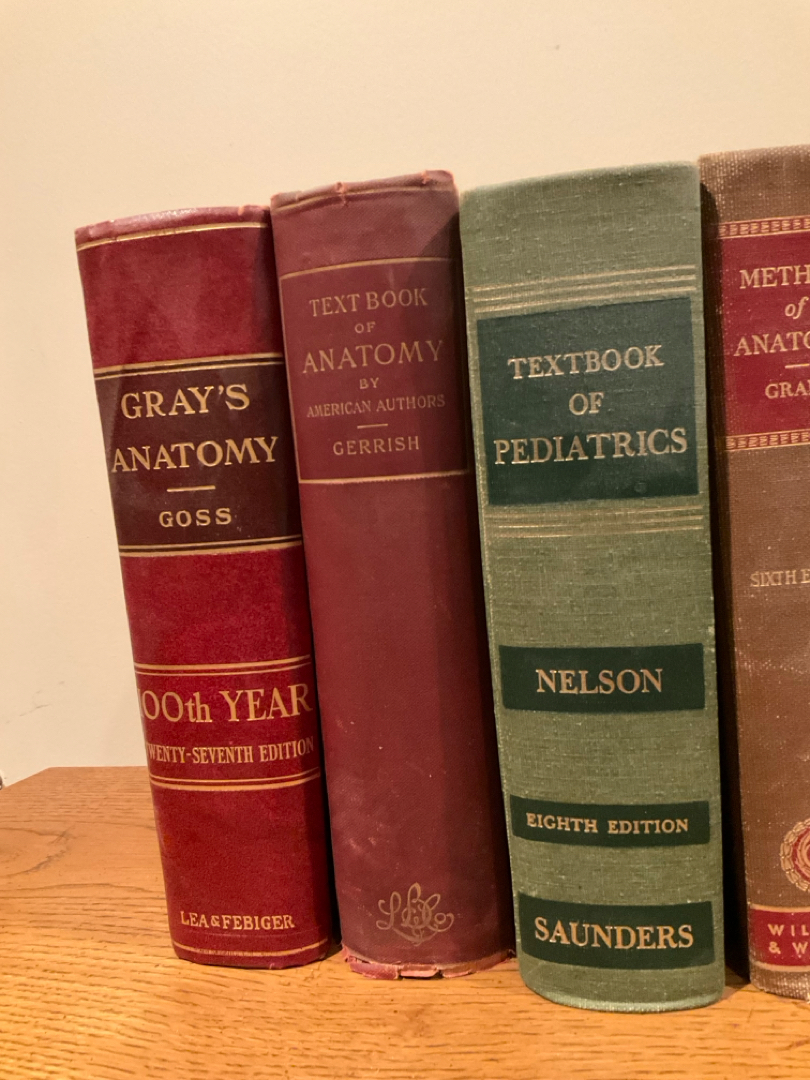 GRAY'S
ANATOMY
GOSS
00th YEAR
WENTY-SEVENTH EDITION
LEA & FEBIGER
TEXT BOOK
OF
ANATOMY
BY
AMERICAN AUTHORS
GERRISH
TEXTBOOK
OF
PEDIATRICS
NELSON
EIGHTH EDITION
SAUNDERS
METH
of
ANATO
GRA
SIXTH E
WIL
& W